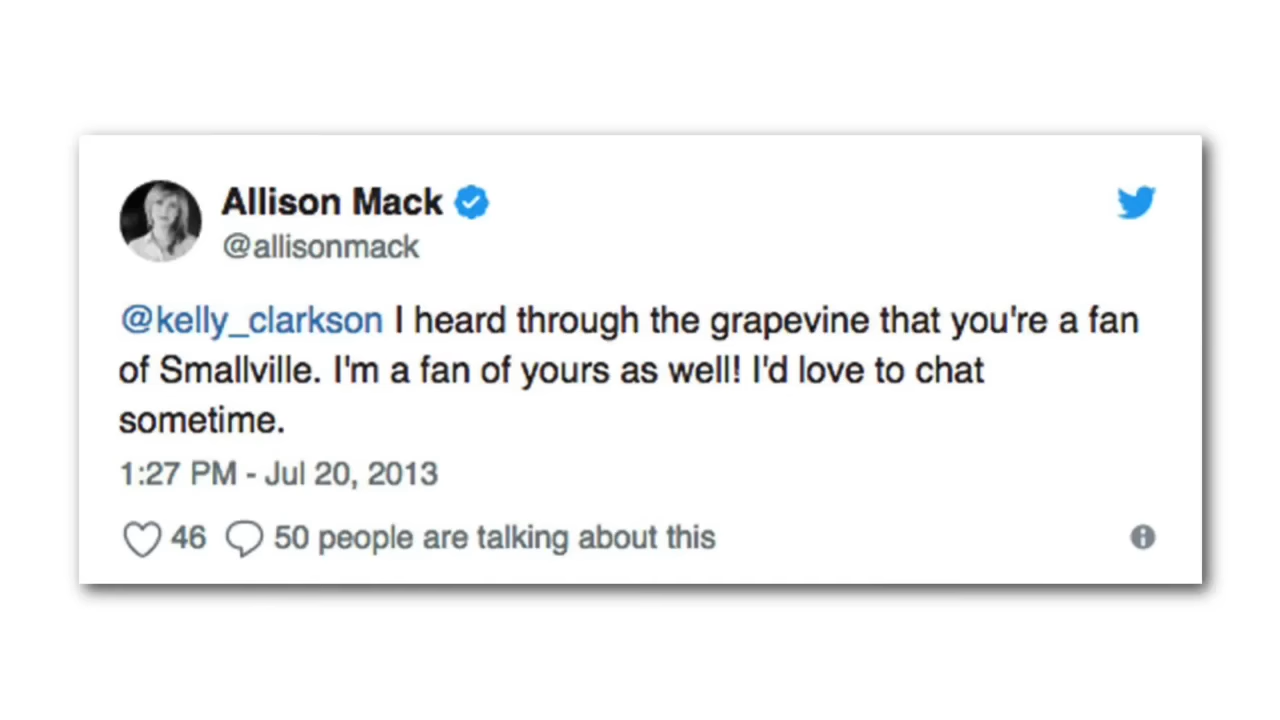 Allison Mack
@allisonmack
@kelly_clarkson I heard through the grapevine that you're a fan
of Smallville. I'm a fan of yours as well! I'd love to chat
sometime.
1:27 PM - Jul 20, 2013
46 50 people are talking about this